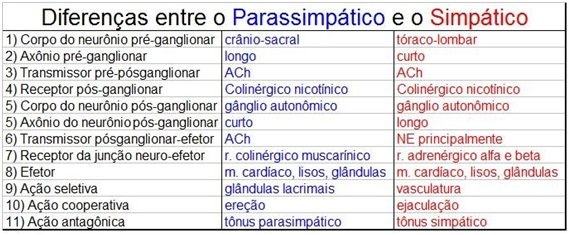 Diferenças entre o Parassimpático e o Simpático
1) Corpo do neurônio pré-ganglionar crânio-sacral tóraco-lombar
2) Axônio pré-ganglionar longo curto
3) Transmissor pré-pósganglionar ACh ACh
4) Receptor pós-ganglionar Colinérgico nicotínico Colinérgico nicotínico
5) Corpo do neurônio pós-ganglionar gânglio autonômico gânglio autonômico
5) Axônio do neurônio pós-ganglionar curto longo
6) Transmissor pósganglionar-efetor ACh NE principalmente
7) Receptor da junção neuro-efetor r. colinérgico muscarínico r. adrenérgico alfa e beta
8) Efetor m. cardíaco, lisos, glândulas m. cardíaco, lisos, glândulas
9) Ação seletiva glândulas lacrimais vasculatura
10) Ação cooperativa ereção ejaculação
11) Ação antagônica tônus parasimpático tônus simpático